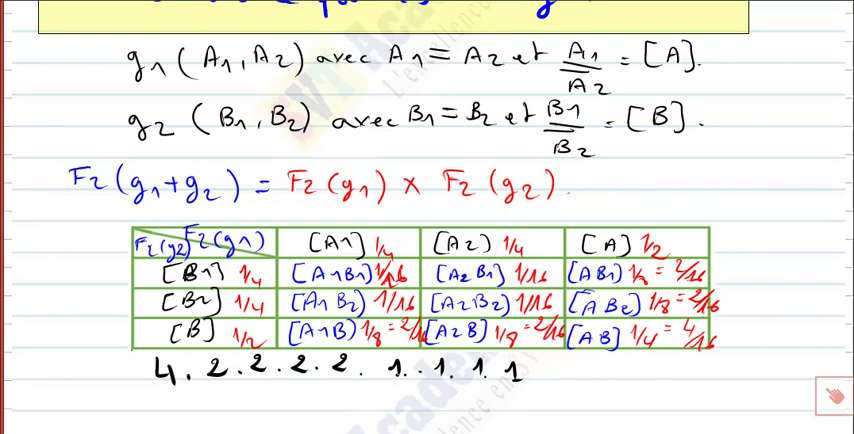 g1 (A1, A2) avec A1 = A2 et A1/A2 = [A].
g2 (B1, B2) avec B1 = B2 et B1/B2 = [B].
F2 (g1+g2) = F2 (g1) × F2 (g2).
F2(g2) F2(g1) [A1] 1/4 [A2] 1/4 [A] 1/2
[B1] 1/4 [A1B1] 1/16 [A2B1] 1/16 [AB1] 1/8 = 2/16
[B2] 1/4 [A1B2] 1/16 [A2B2] 1/16 [AB2] 1/8 = 2/16
[B] 1/2 [A1B] 1/8 = 2/16 [A2B] 1/8 = 2/16 [AB] 1/4 = 4/16
4. 2. 2. 2. 2. 1. 1. 1. 1